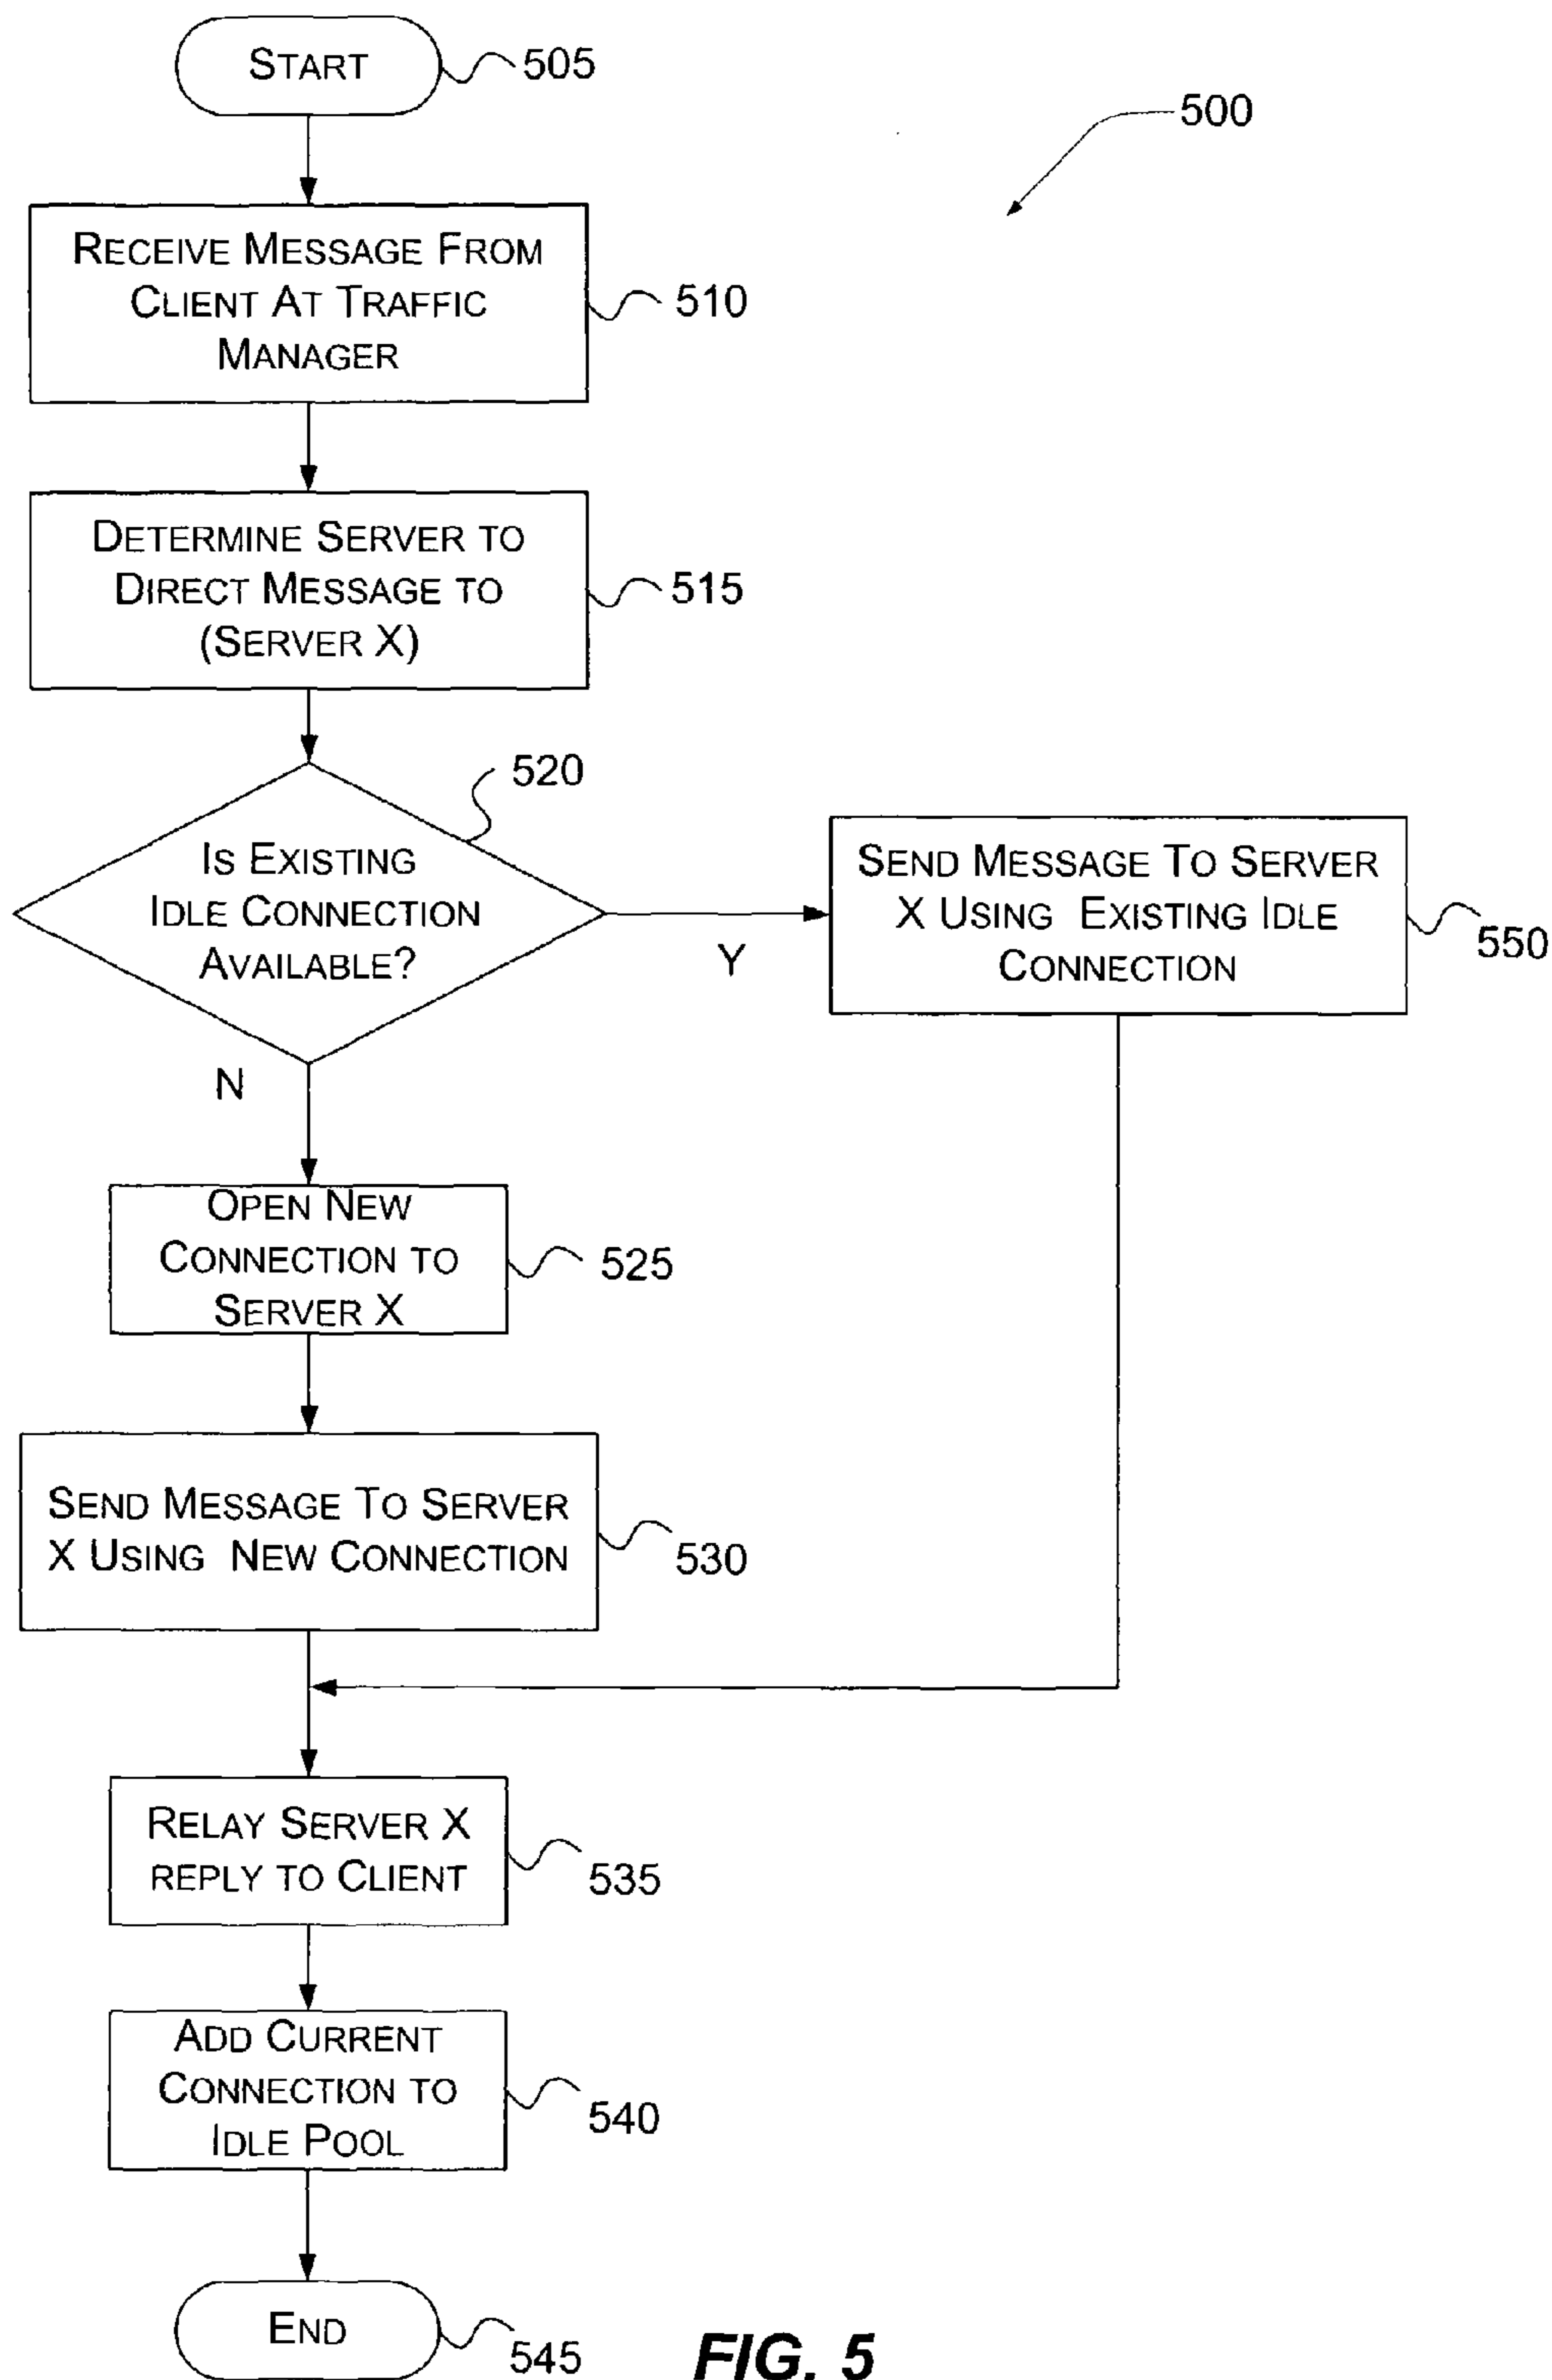 START
505
500
RECEIVE MESSAGE FROM
CLIENT AT TRAFFIC
MANAGER
510
DETERMINE SERVER TO
DIRECT MESSAGE TO
(SERVER X)
515
520
IS EXISTING
IDLE CONNECTION
AVAILABLE?
Y
SEND MESSAGE TO SERVER
X USING EXISTING IDLE
CONNECTION
550
N
OPEN NEW
CONNECTION TO
SERVER X
525
SEND MESSAGE TO SERVER
X USING NEW CONNECTION
530
RELAY SERVER X
REPLY TO CLIENT
535
ADD CURRENT
CONNECTION TO
IDLE POOL
540
END
545
FIG. 5